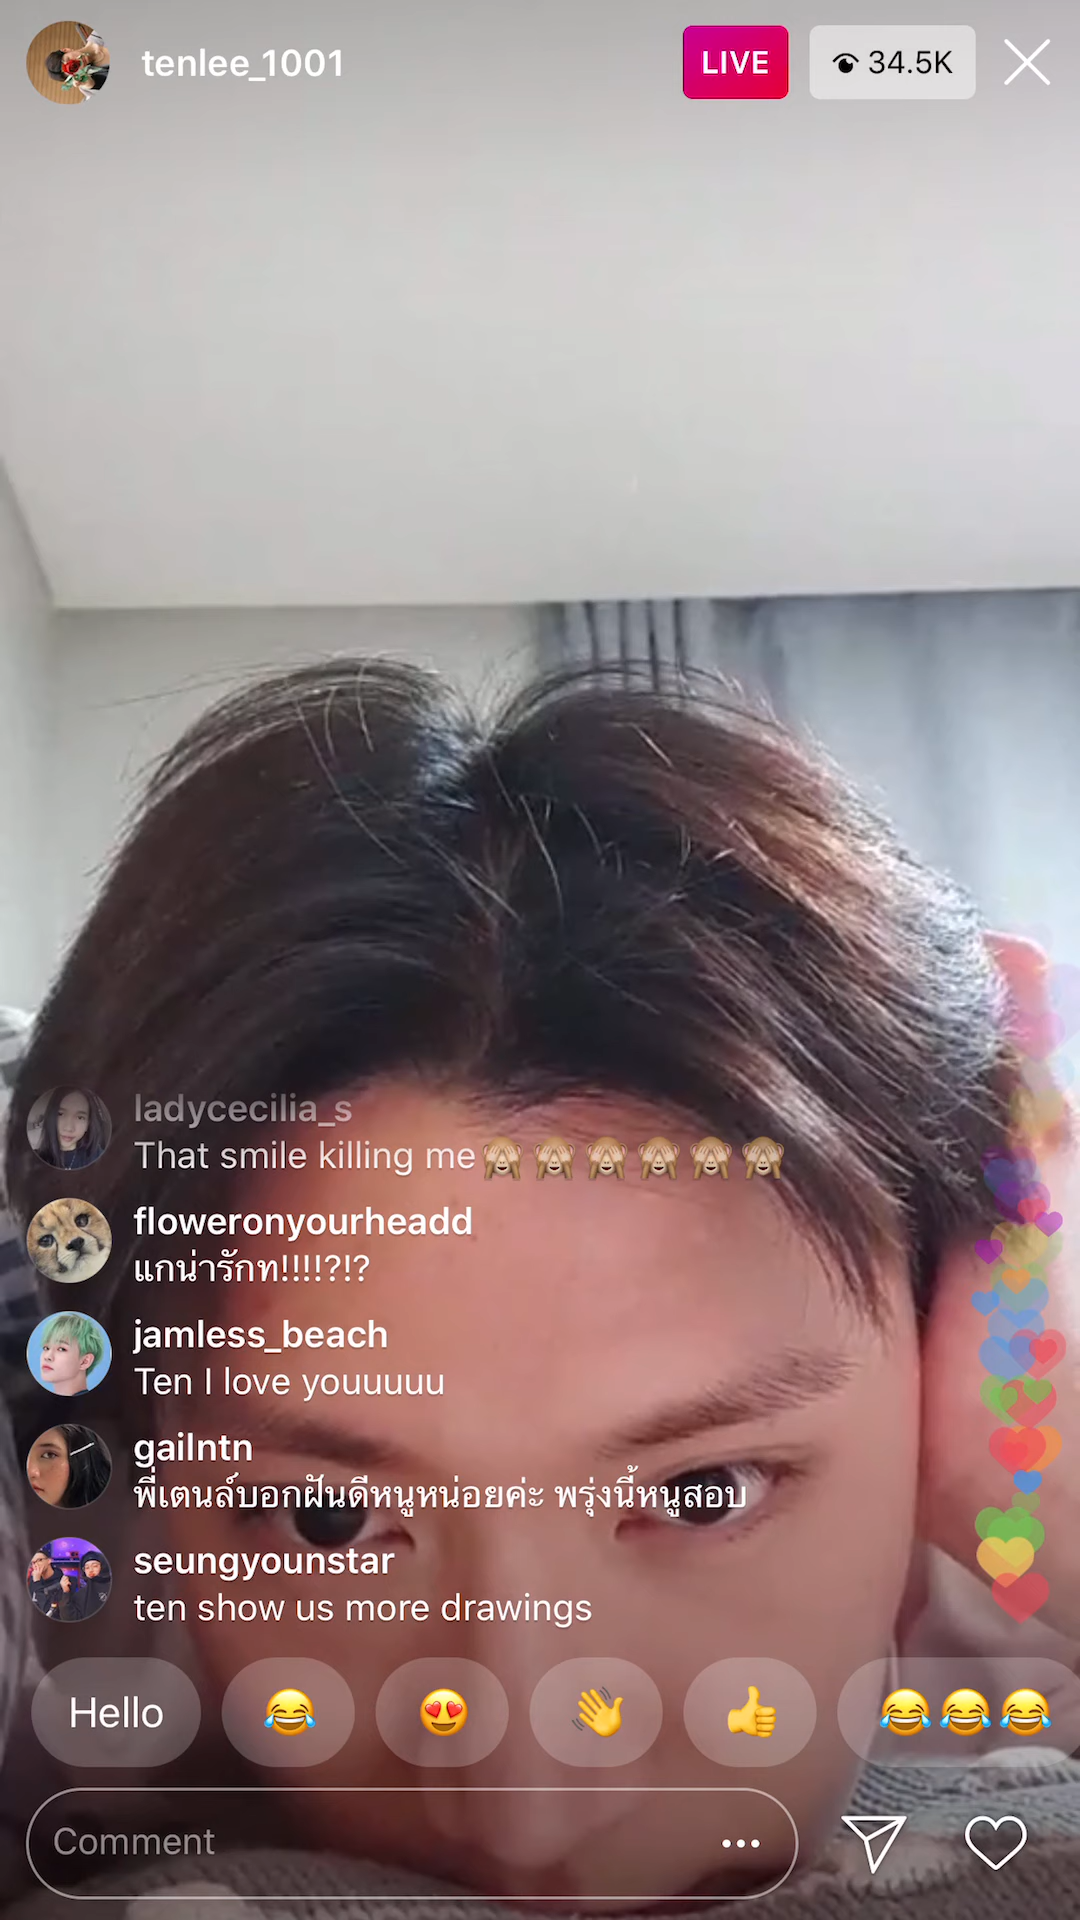 tenlee_1001
LIVE
34.5K
ladycecilia_s
That smile killing me🙈🙈🙈🙈🙈🙈
floweronyourheadd
แกน่ารักท!!!!?!?
jamless_beach
Ten I love youuuuu
gailntn
พี่เตนล์บอกฝันดีหนูหน่อยค่ะ พรุ่งนี้หนูสอบ
seungyounstar
ten show us more drawings
Hello 😂 😍 👋 👍 😂😂😂
Comment